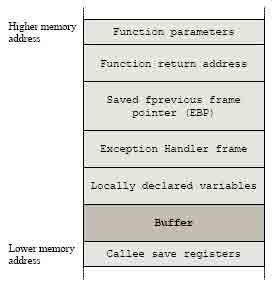 Higher memory
address
Function parameters
Function return address
Saved fprevious frame
pointer (EBP)
Exception Handler frame
Locally declared variables
Buffer
Lower memory
address
Callee save registers